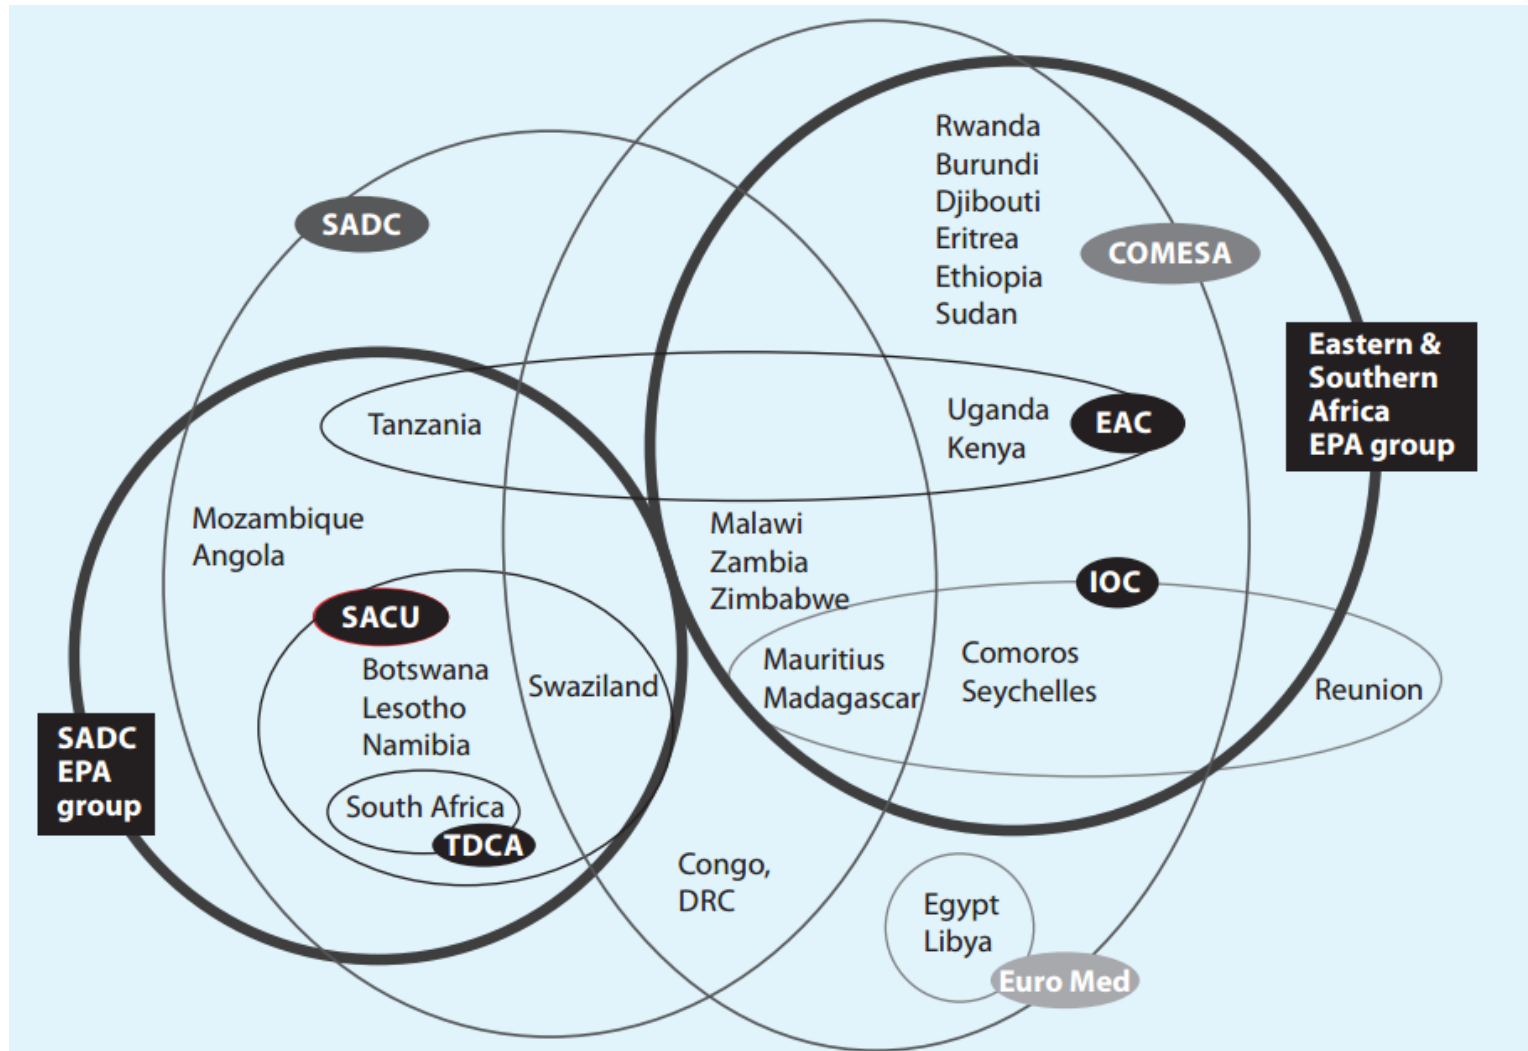 Rwanda
Burundi
Djibouti
Eritrea
Ethiopia
Sudan
SADC
COMESA
Eastern &
Southern
Africa
EPA group
Tanzania
Uganda
Kenya
EAC
Mozambique
Angola
Malawi
Zambia
Zimbabwe
IOC
SACU
Botswana
Lesotho
Namibia
Swaziland
Mauritius
Madagascar
Comoros
Seychelles
Reunion
SADC
EPA
group
South Africa
TDCA
Congo,
DRC
Egypt
Libya
Euro Med